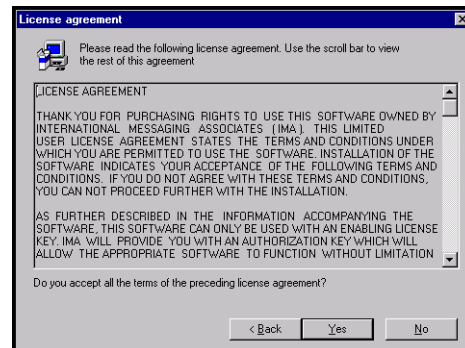 License agreement
Please read the following license agreement. Use the scroll bar to view
the rest of this agreement
LICENSE AGREEMENT
THANK YOU FOR PURCHASING RIGHTS TO USE THIS SOFTWARE OWNED BY
INTERNATIONAL MESSAGING ASSOCIATES (IMA). THIS LIMITED
USER LICENSE AGREEMENT STATES THE TERMS AND CONDITIONS UNDER
WHICH YOU ARE PERMITTED TO USE THE SOFTWARE. INSTALLATION OF THE
SOFTWARE INDICATES YOUR ACCEPTANCE OF THE FOLLOWING TERMS AND
CONDITIONS. IF YOU DO NOT AGREE WITH THESE TERMS AND CONDITIONS,
YOU CAN NOT PROCEED FURTHER WITH THE INSTALLATION.
AS FURTHER DESCRIBED IN THE INFORMATION ACCOMPANYING THE
SOFTWARE, THIS SOFTWARE CAN ONLY BE USED WITH AN ENABLING LICENSE
KEY. IMA WILL PROVIDE YOU WITH AN AUTHORIZATION KEY WHICH WILL
ALLOW THE APPROPRIATE SOFTWARE TO FUNCTION WITHOUT LIMITATION
Do you accept all the terms of the preceding license agreement?
< Back Yes No